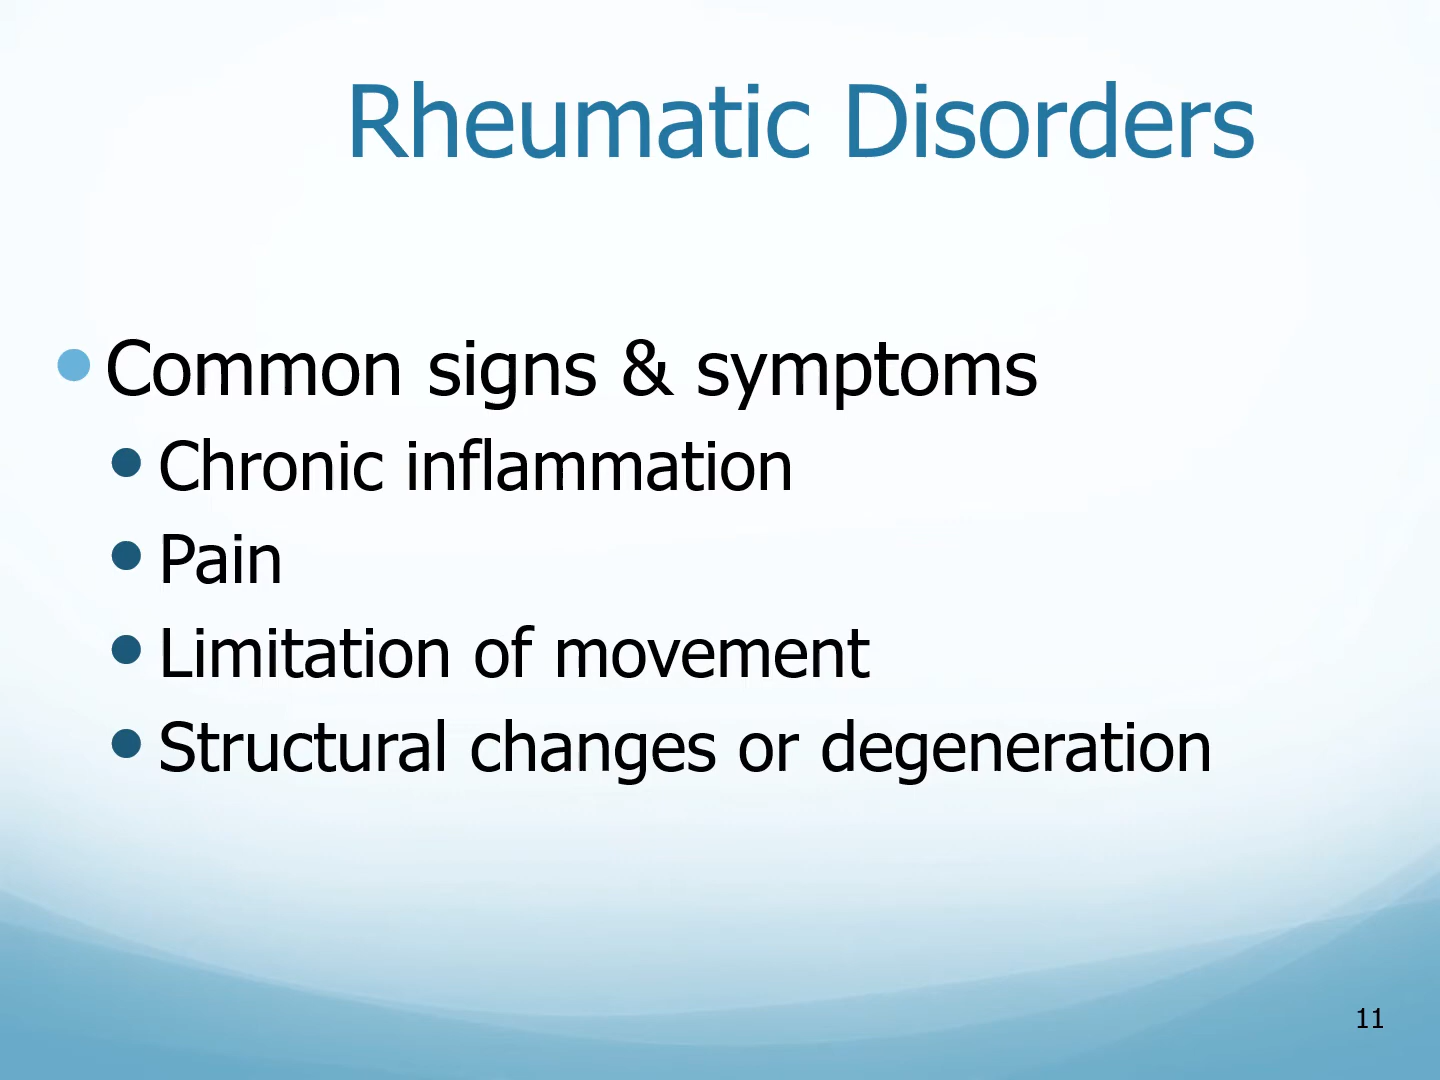 Rheumatic Disorders
Common signs & symptoms
Chronic inflammation
Pain
Limitation of movement
Structural changes or degeneration
11